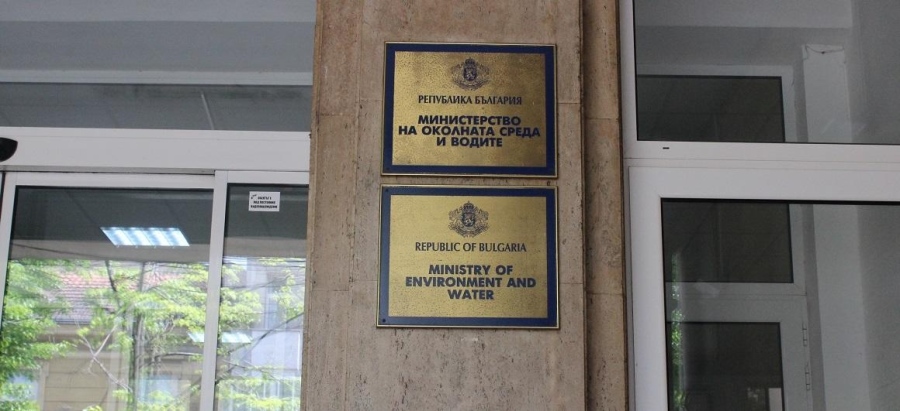 РЕПУБЛИКА БЪЛГАРИЯ
МИНИСТЕРСТВО
НА ОКОЛНАТА СРЕДА
И ВОДИТЕ
REPUBLIC OF BULGARIA
MINISTRY OF
ENVIRONMENT AND
WATER